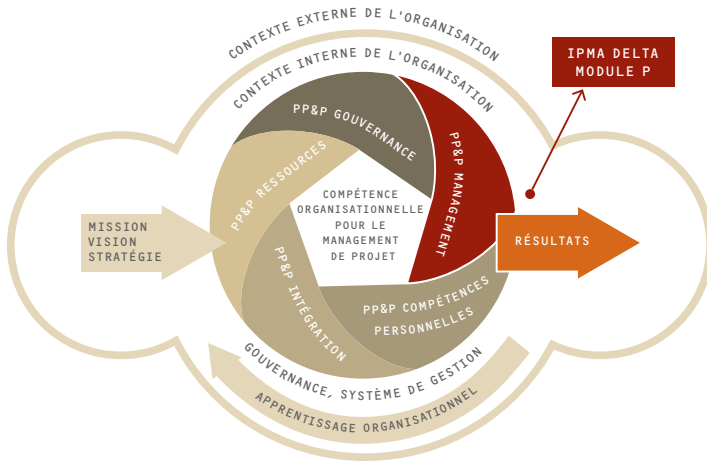 CONTEXTE EXTERNE DE L'ORGANISATION
CONTEXTE INTERNE DE L'ORGANISATION
IPMA DELTA
MODULE P
PP&P GOUVERNANCE
PP&P MANAGEMENT
PP&P RESSOURCES
COMPÉTENCE
ORGANISATIONNELLE
POUR LE
MANAGEMENT
DE PROJET
MISSION
VISION
STRATÉGIE
RÉSULTATS
PP&P INTÉGRATION
PP&P COMPÉTENCES
PERSONNELLES
GOUVERNANCE, SYSTÈME DE GESTION
APPRENTISSAGE ORGANISATIONNEL